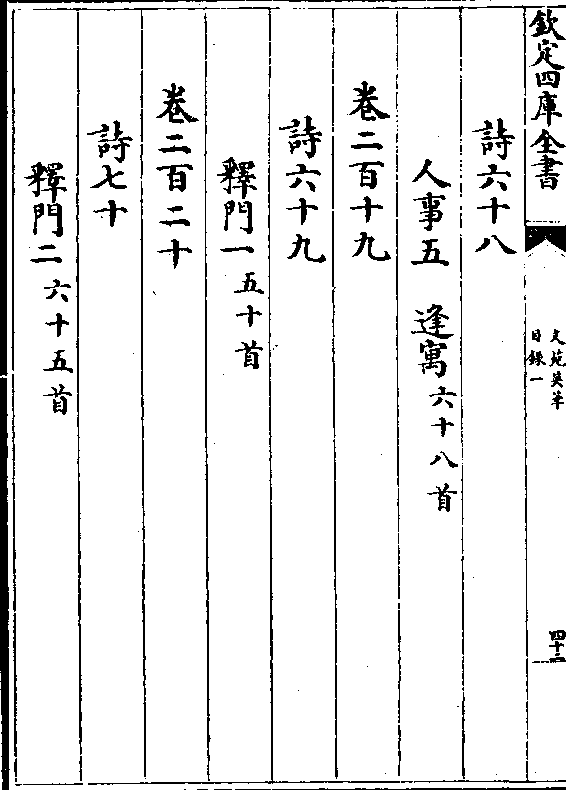 欽定四庫全書
文苑英華
目録一
四十二
詩六十八
人事五 逢寓六十八首
卷二百十九
詩六十九
釋門一五十首
卷二百二十
詩七十
釋門二六十五首